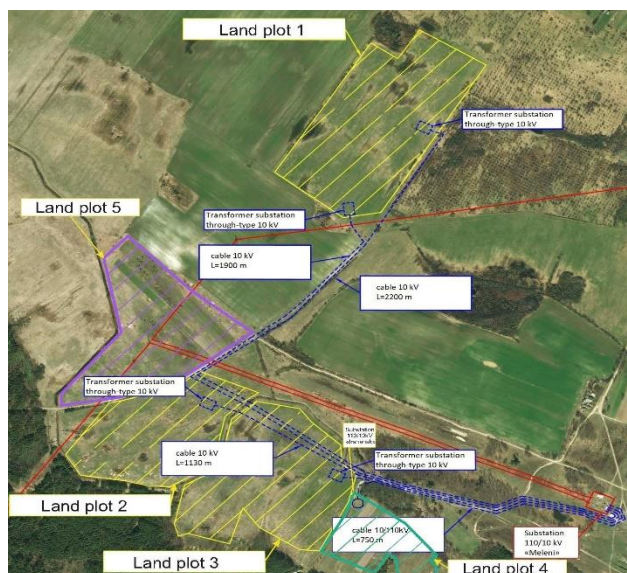 Land plot 1
Transformer substation
through-type 10 kV
Land plot 5
Transformer substation
through-type 10 kV
cable 10 kV
L=1900 m
cable 10 kV
L=2200 m
Transformer substation
through-type 10 kV
Substation
cable 10 kV
L=1130 m
Transformer substation
through-type 10 kV
Land plot 2
cable 10/110kV
L=750 m
Substation
110/10 kV
«Meleni»
Land plot 3
Land plot 4